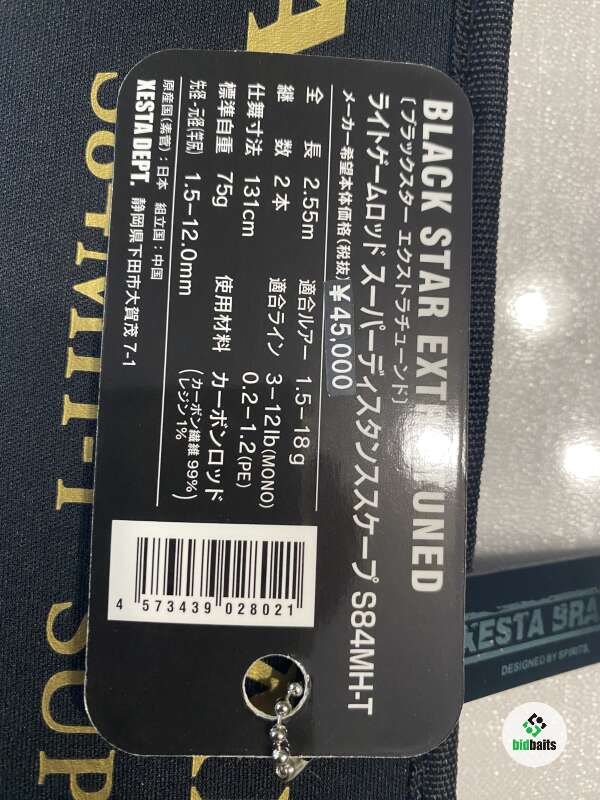 BLACK STAR EXTRA TUNED
[ブラックスター エクストラチューンド]
ライトゲームロッド スーパーディスタンススケープ S84MH-T
メーカー希望本体価格(税抜) ¥45,000
全長 2.55m 適合ルアー 1.5–18g
継数 2本 適合ライン 3–12lb(MONO)
仕舞寸法 131cm 0.2–1.2(PE)
標準自重 75g 使用材料 カーボンロッド
先径・元径(竿尻) 1.5–12.0mm (カーボン繊維 99% レジン1%)
原産国(素管):日本 組立国:中国
XESTA DEPT. 静岡県下田市大賀茂 7-1
4 573439 028021
XESTA BRA
DESIGNED BY SPIRITS.
SUP
bidbaits